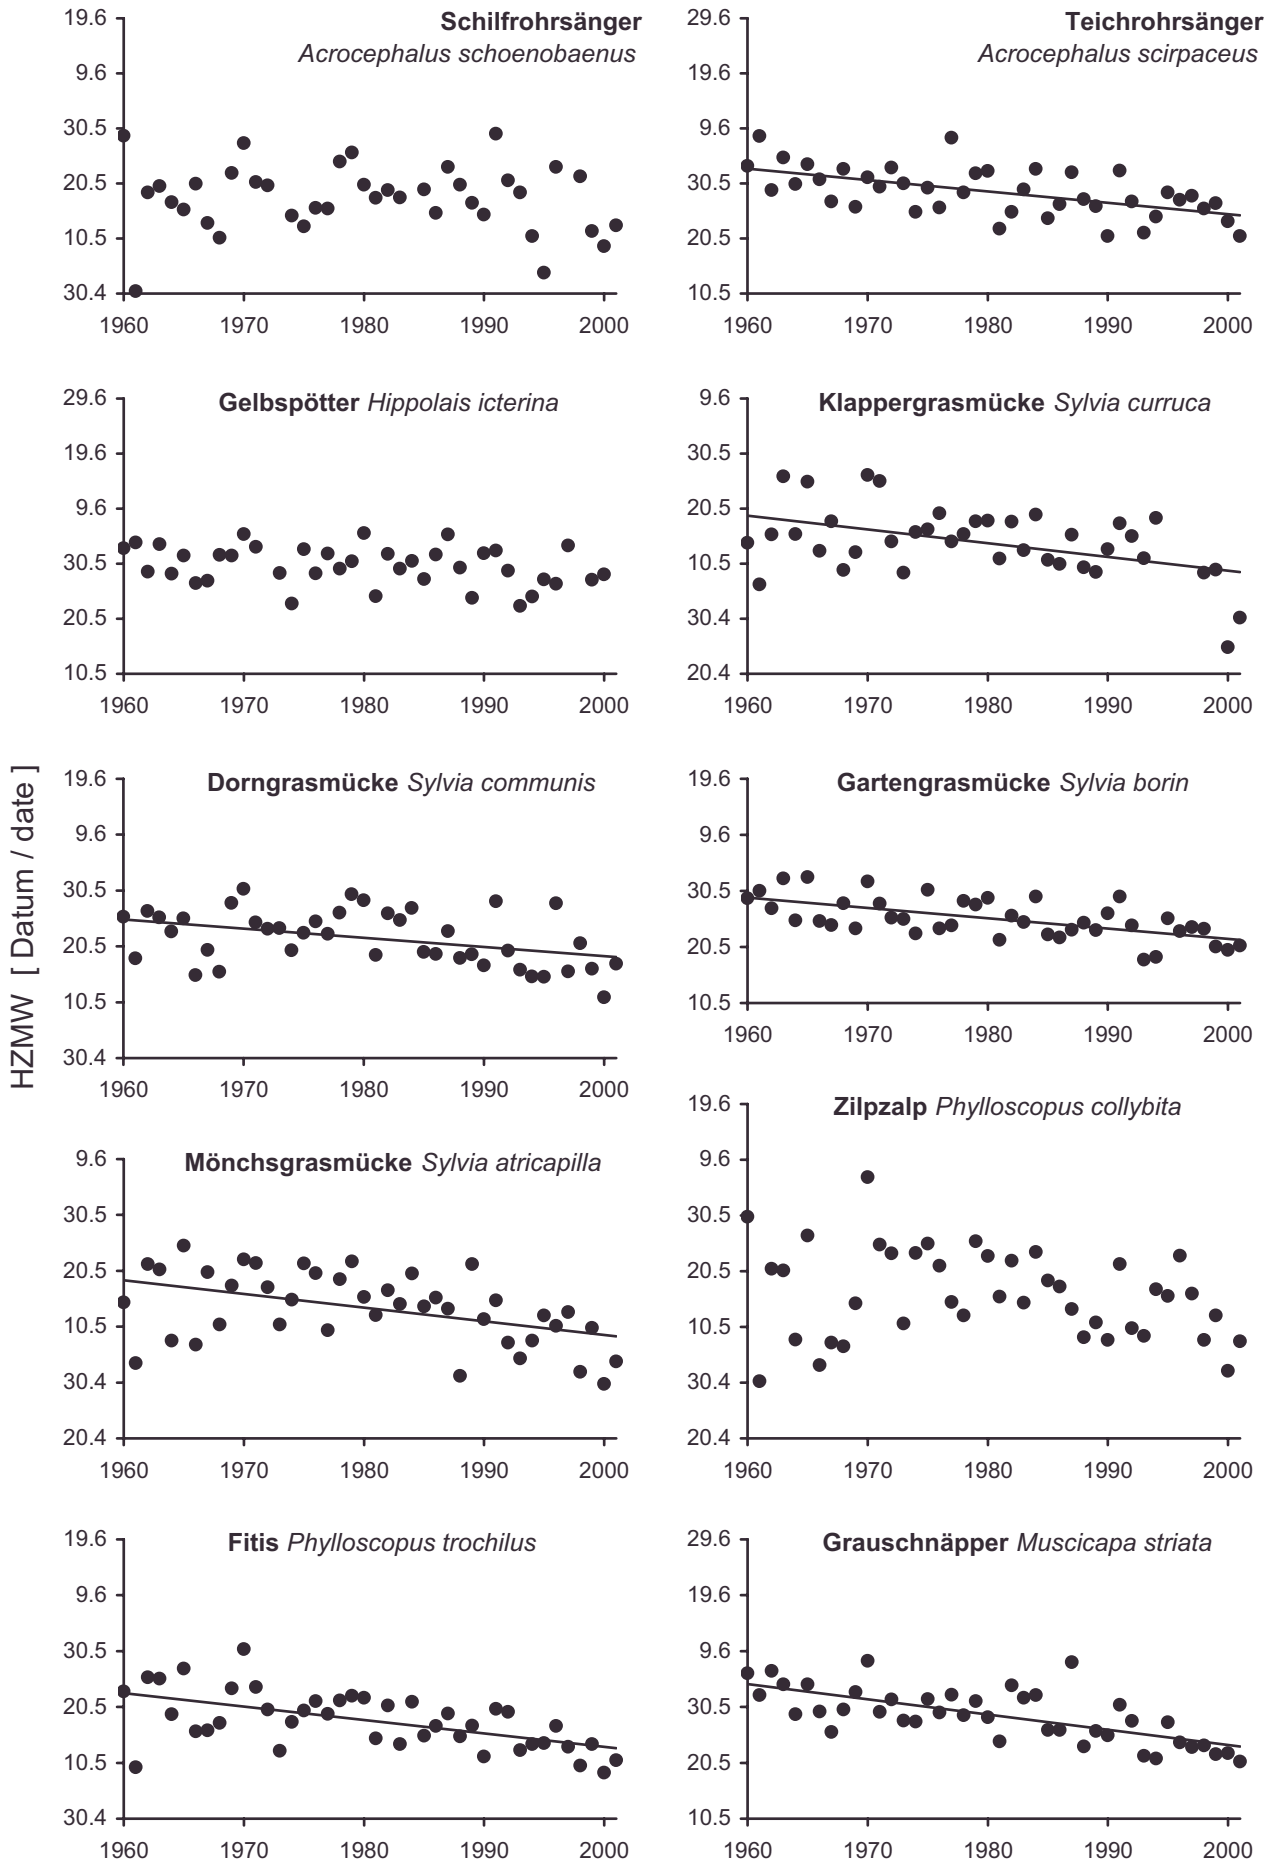 HZMW [ Datum / date ]
Schilfrohrsänger
Acrocephalus schoenobaenus
19.6
9.6
30.5
20.5
10.5
30.4
1960 1970 1980 1990 2000
Teichrohrsänger
Acrocephalus scirpaceus
29.6
19.6
9.6
30.5
20.5
10.5
1960 1970 1980 1990 2000
Gelbspötter Hippolais icterina
29.6
19.6
9.6
30.5
20.5
10.5
1960 1970 1980 1990 2000
Klappergrasmücke Sylvia curruca
9.6
30.5
20.5
10.5
30.4
20.4
1960 1970 1980 1990 2000
Dorngrasmücke Sylvia communis
19.6
9.6
30.5
20.5
10.5
30.4
1960 1970 1980 1990 2000
Gartengrasmücke Sylvia borin
19.6
9.6
30.5
20.5
10.5
1960 1970 1980 1990 2000
Mönchsgrasmücke Sylvia atricapilla
9.6
30.5
20.5
10.5
30.4
20.4
1960 1970 1980 1990 2000
Zilpzalp Phylloscopus collybita
19.6
9.6
30.5
20.5
10.5
30.4
20.4
1960 1970 1980 1990 2000
Fitis Phylloscopus trochilus
19.6
9.6
30.5
20.5
10.5
30.4
1960 1970 1980 1990 2000
Grauschnäpper Muscicapa striata
29.6
19.6
9.6
30.5
20.5
10.5
1960 1970 1980 1990 2000